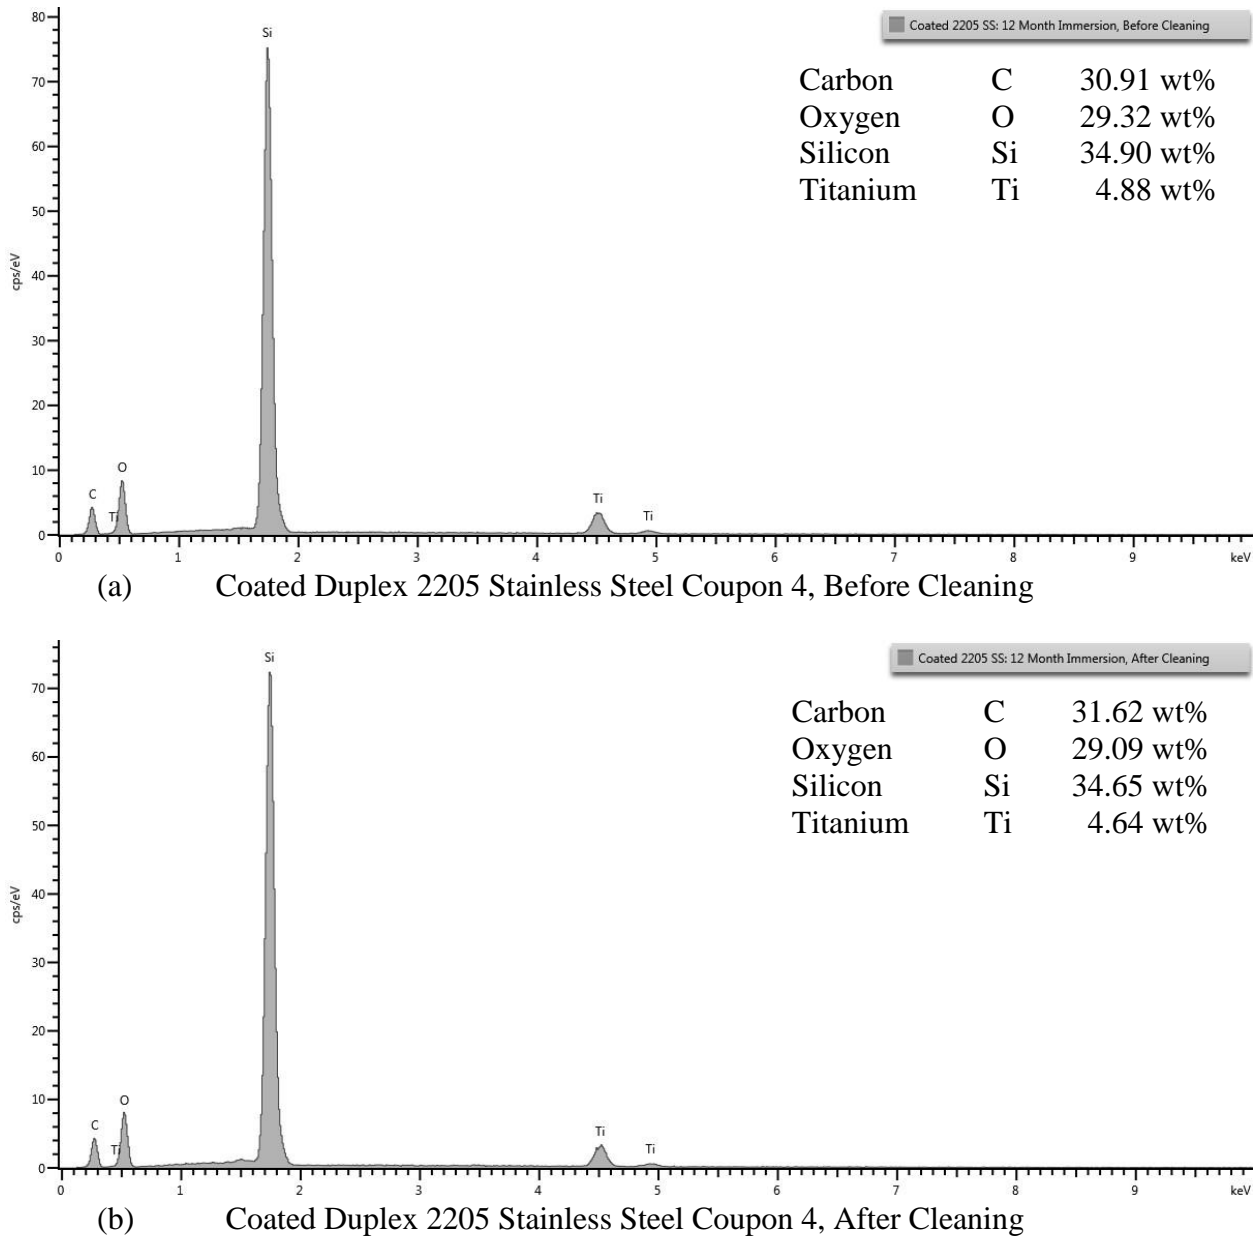 80
Si
Coated 2205 SS: 12 Month Immersion, Before Cleaning
70
60
50
40
30
20
10
0
cps/eV
Carbon C 30.91 wt%
Oxygen O 29.32 wt%
Silicon Si 34.90 wt%
Titanium Ti 4.88 wt%
C
Ti
O
Ti
Ti
0 1 2 3 4 5 6 7 8 9 keV
(a) Coated Duplex 2205 Stainless Steel Coupon 4, Before Cleaning
Si
Coated 2205 SS: 12 Month Immersion, After Cleaning
70
60
50
40
30
20
10
0
cps/eV
Carbon C 31.62 wt%
Oxygen O 29.09 wt%
Silicon Si 34.65 wt%
Titanium Ti 4.64 wt%
C
Ti
O
Ti
Ti
0 1 2 3 4 5 6 7 8 9 keV
(b) Coated Duplex 2205 Stainless Steel Coupon 4, After Cleaning